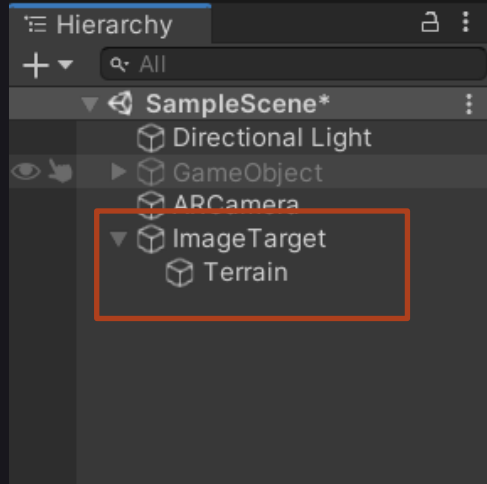 Hierarchy
All
SampleScene*
Directional Light
GameObject
ARCamera
ImageTarget
Terrain